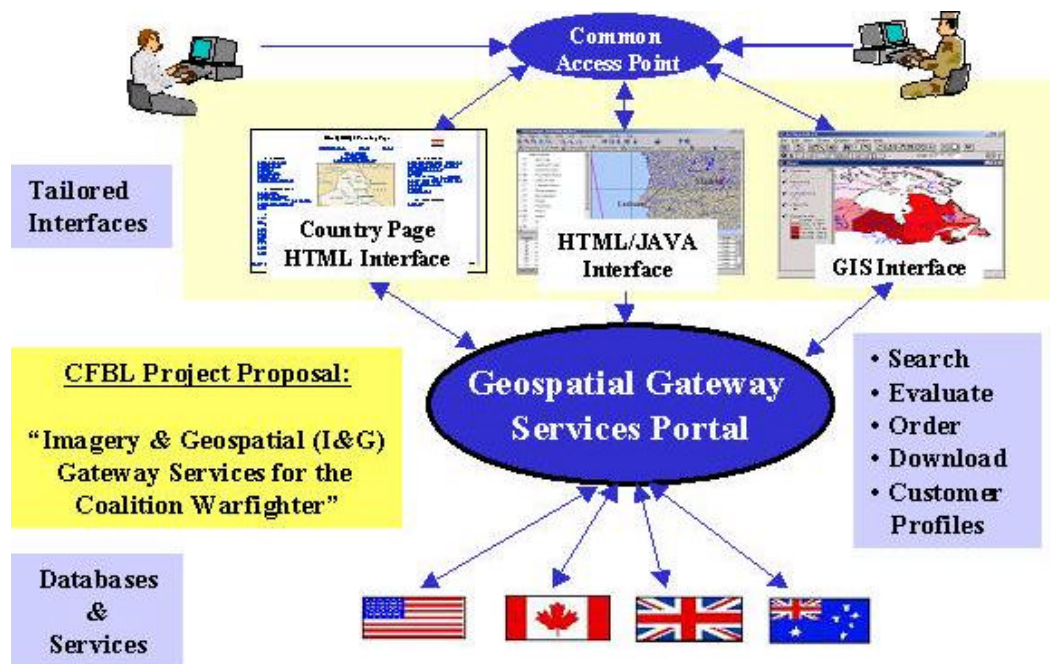 Common
Access Point
Tailored
Interfaces
Country Page
HTML Interface
HTML/JAVA
Interface
GIS Interface
CFBL Project Proposal:
“Imagery & Geospatial (I&G)
Gateway Services for the
Coalition Warfighter”
Geospatial Gateway
Services Portal
• Search
• Evaluate
• Order
• Download
• Customer
Profiles
Databases
&
Services